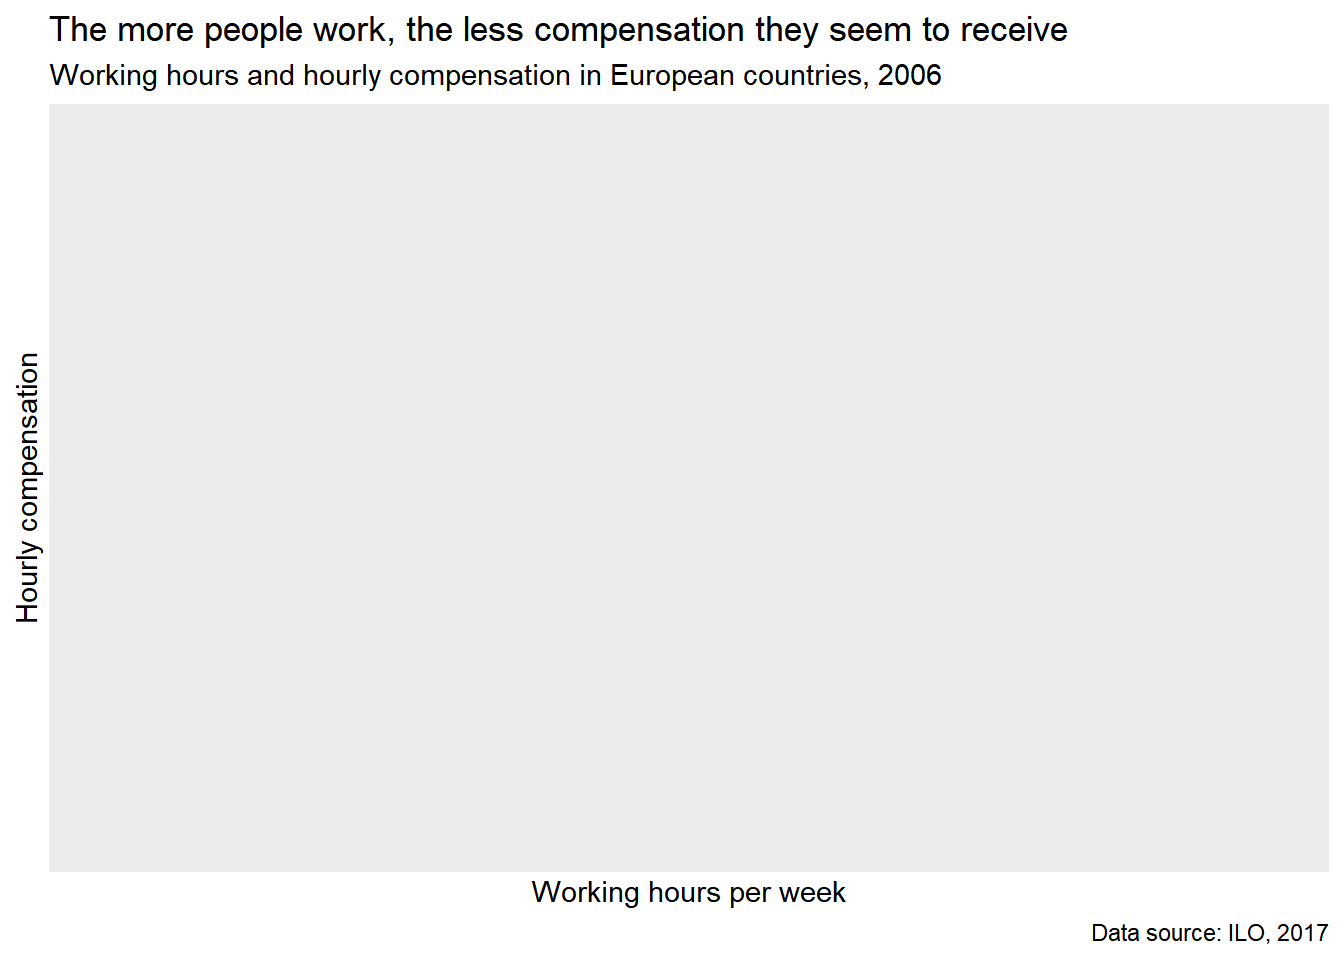 The more people work, the less compensation they seem to receive
Working hours and hourly compensation in European countries, 2006
Hourly compensation
Working hours per week
Data source: ILO, 2017